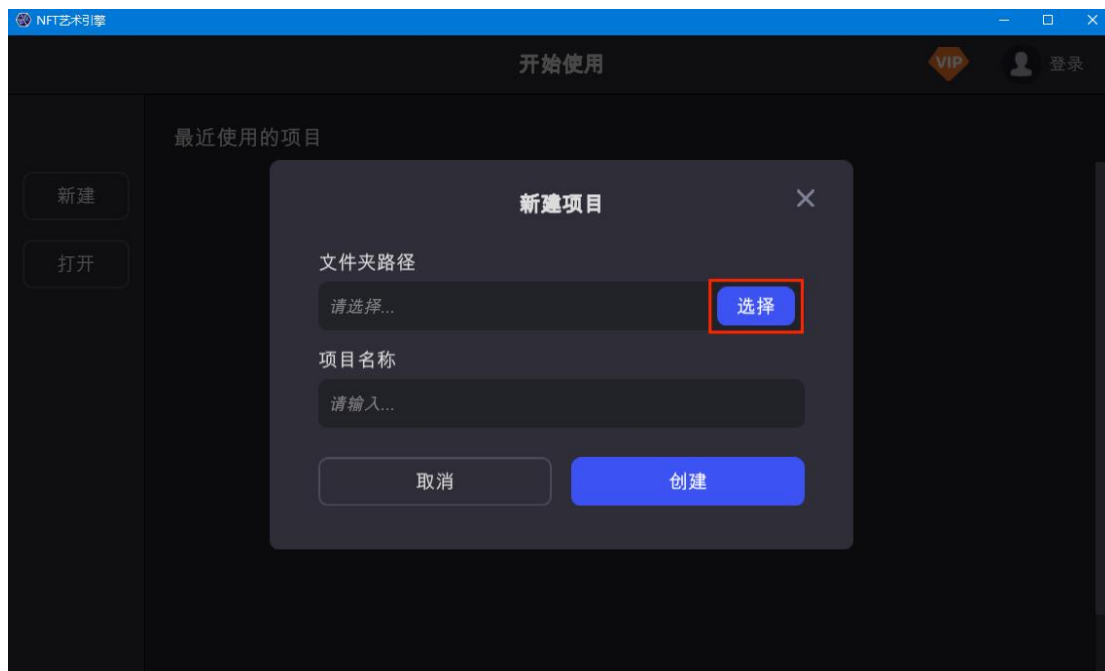 NFT艺术引擎
开始使用
VIP
登录
最近使用的项目
新建
打开
新建项目
文件夹路径
请选择...
选择
项目名称
请输入...
取消
创建